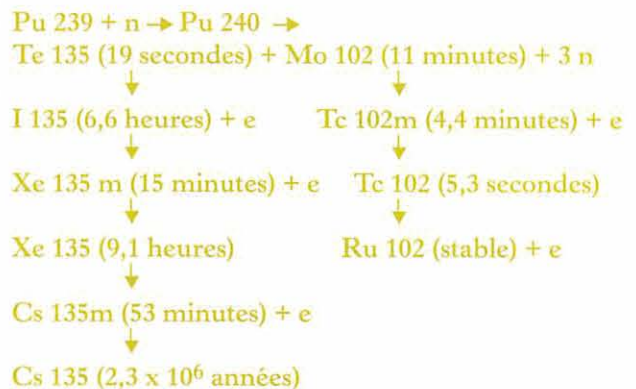 Pu 239 + n → Pu 240 →
Te 135 (19 secondes) + Mo 102 (11 minutes) + 3 n
↓ ↓
I 135 (6,6 heures) + e Tc 102m (4,4 minutes) + e
↓ ↓
Xe 135 m (15 minutes) + e Tc 102 (5,3 secondes)
↓ ↓
Xe 135 (9,1 heures) Ru 102 (stable) + e
↓
Cs 135m (53 minutes) + e
↓
Cs 135 (2,3 x 10⁶ années)